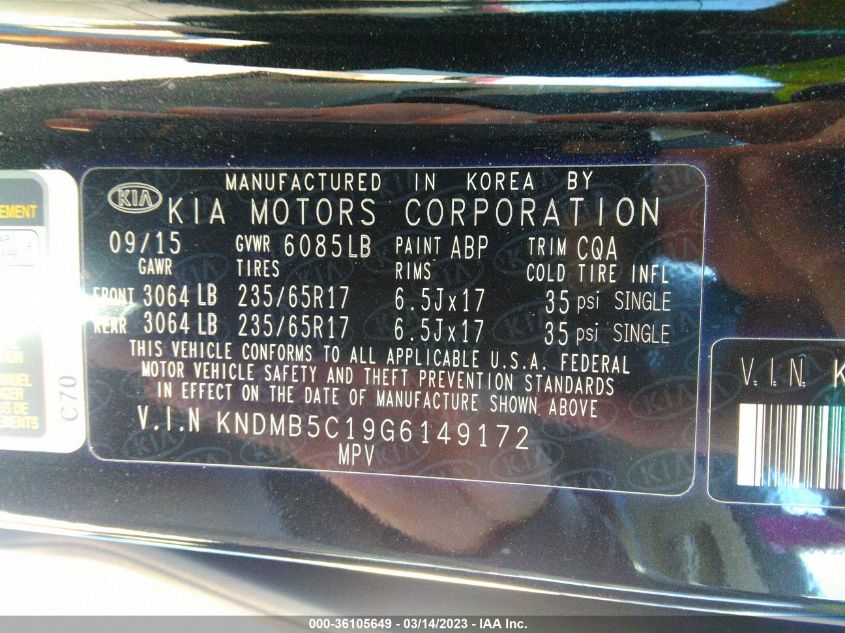 MANUFACTURED IN KOREA BY
KIA KIA MOTORS CORPORATION
09/15 GVWR 6085LB PAINT ABP TRIM CQA
GAWR TIRES RIMS COLD TIRE INFL
FRONT 3064 LB 235/65R17 6.5Jx17 35 psi SINGLE
REAR 3064 LB 235/65R17 6.5Jx17 35 psi SINGLE
THIS VEHICLE CONFORMS TO ALL APPLICABLE U.S.A. FEDERAL
MOTOR VEHICLE SAFETY AND THEFT PREVENTION STANDARDS
IN EFFECT ON THE DATE OF MANUFACTURE SHOWN ABOVE
V.I.N KNDMB5C19G6149172
MPV
C70
V.I.N. K
000-36105649 - 03/14/2023 - IAA Inc.